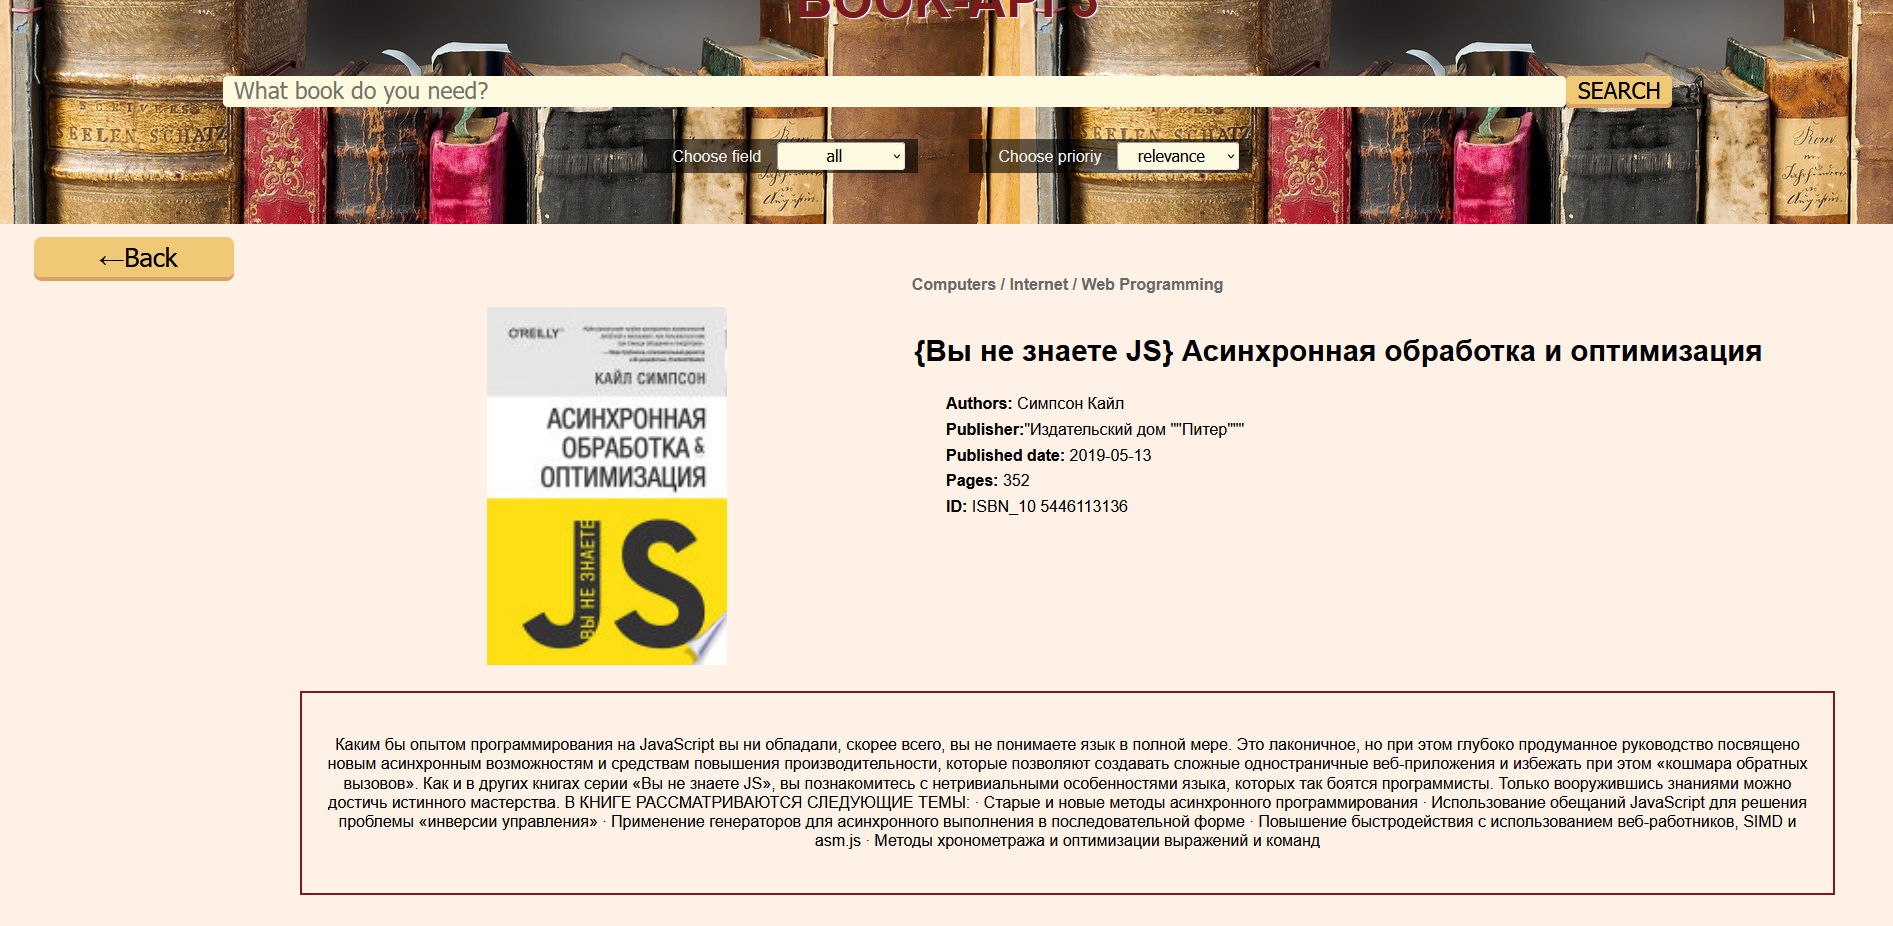 BOOK-API 3
What book do you need?
SEARCH
Choose field
all
Choose prioriy
relevance
SEELEN SCHATZ
SEELEN SCHATZ
←Back
Computers / Internet / Web Programming
O'REILLY
КАЙЛ СИМПСОН
АСИНХРОННАЯ
ОБРАБОТКА &
ОПТИМИЗАЦИЯ
ВЫ НЕ ЗНАЕТЕ
JS
{Вы не знаете JS} Асинхронная обработка и оптимизация
Authors: Симпсон Кайл
Publisher:"Издательский дом ""Питер"""
Published date: 2019-05-13
Pages: 352
ID: ISBN_10 5446113136
Каким бы опытом программирования на JavaScript вы ни обладали, скорее всего, вы не понимаете язык в полной мере. Это лаконичное, но при этом глубоко продуманное руководство посвящено
новым асинхронным возможностям и средствам повышения производительности, которые позволяют создавать сложные одностраничные веб-приложения и избежать при этом «кошмара обратных
вызовов». Как и в других книгах серии «Вы не знаете JS», вы познакомитесь с нетривиальными особенностями языка, которых так боятся программисты. Только вооружившись знаниями можно
достичь истинного мастерства. В КНИГЕ РАССМАТРИВАЮТСЯ СЛЕДУЮЩИЕ ТЕМЫ: · Старые и новые методы асинхронного программирования · Использование обещаний JavaScript для решения
проблемы «инверсии управления» · Применение генераторов для асинхронного выполнения в последовательной форме · Повышение быстродействия с использованием веб-работников, SIMD и
asm.js · Методы хронометража и оптимизации выражений и команд